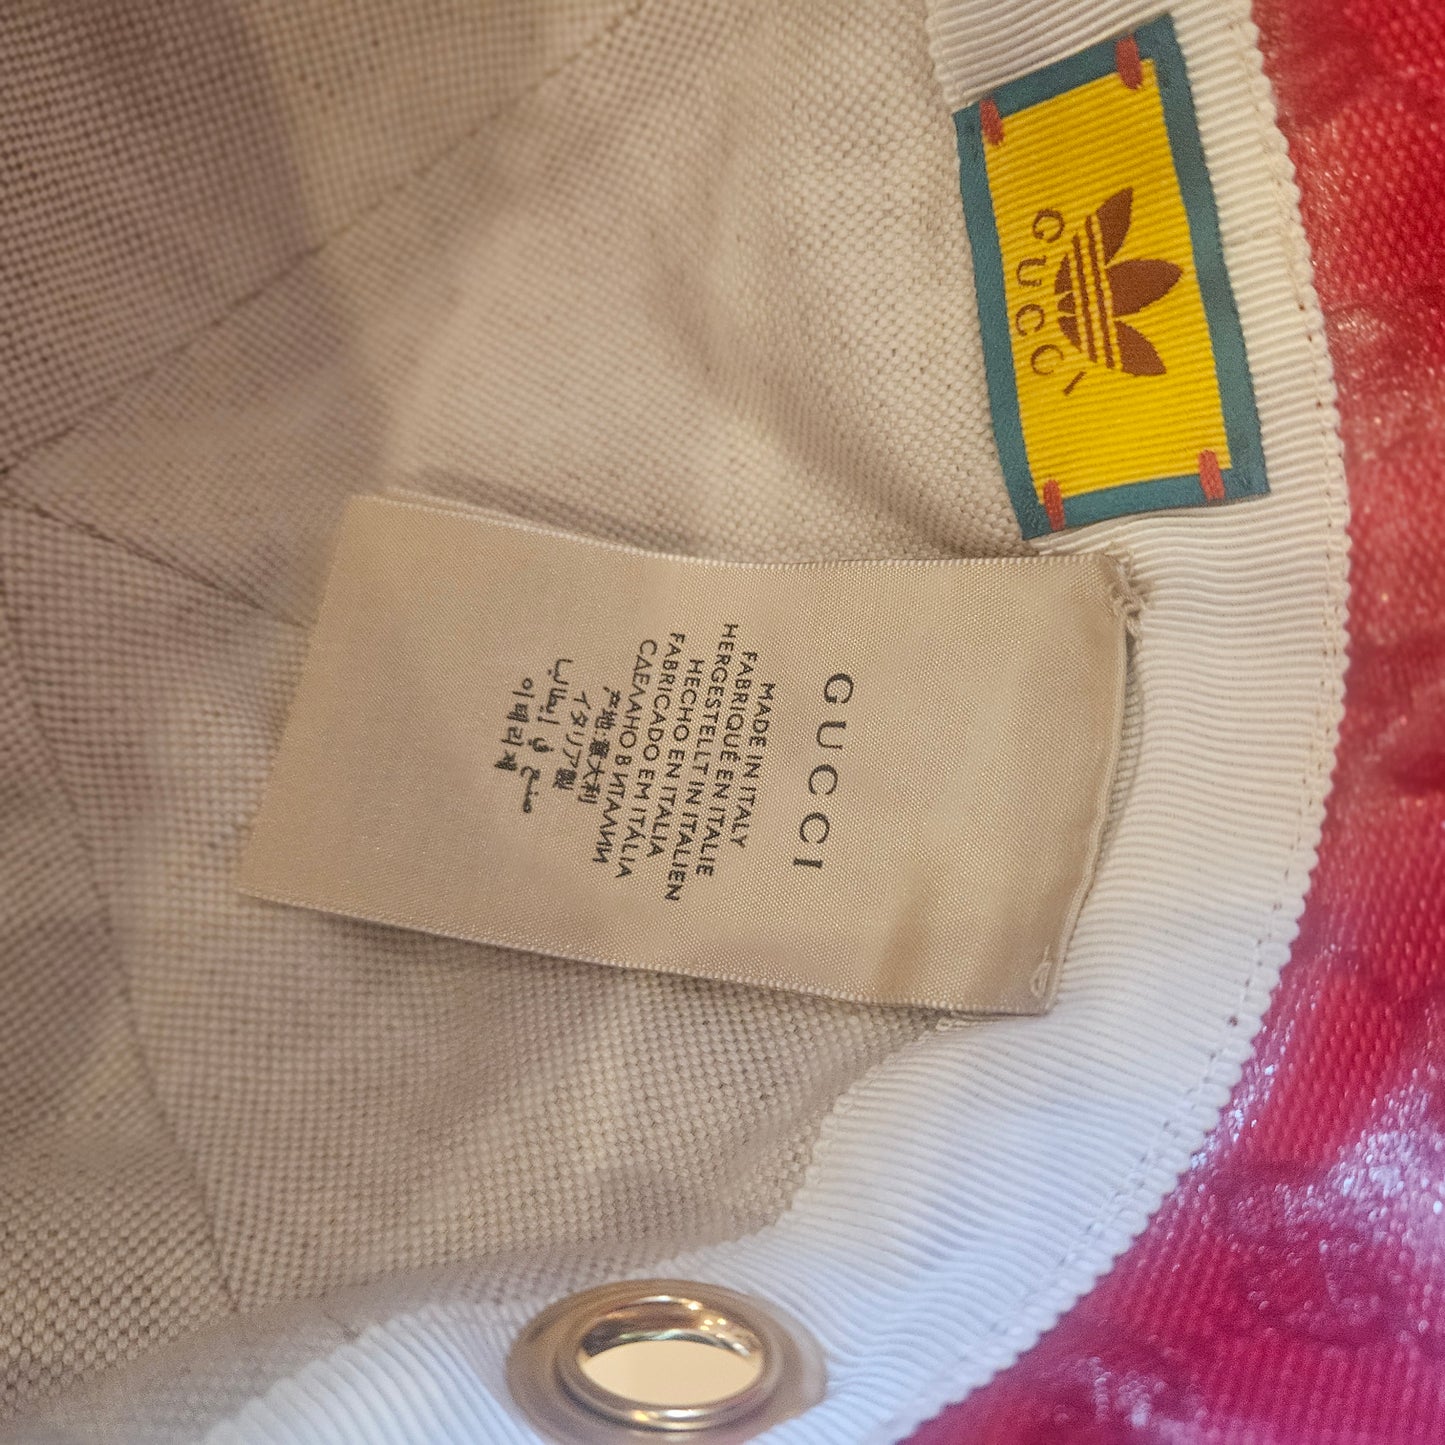 GUCCI
GUCCI
MADE IN ITALY
FABRIQUÉ EN ITALIE
HERGESTELLT IN ITALIEN
HECHO EN ITALIA
FABRICADO EM ITÁLIA
СДЕЛАНО В ИТАЛИИ
产地:意大利
イタリア製
صنع في إيطاليا
이태리제